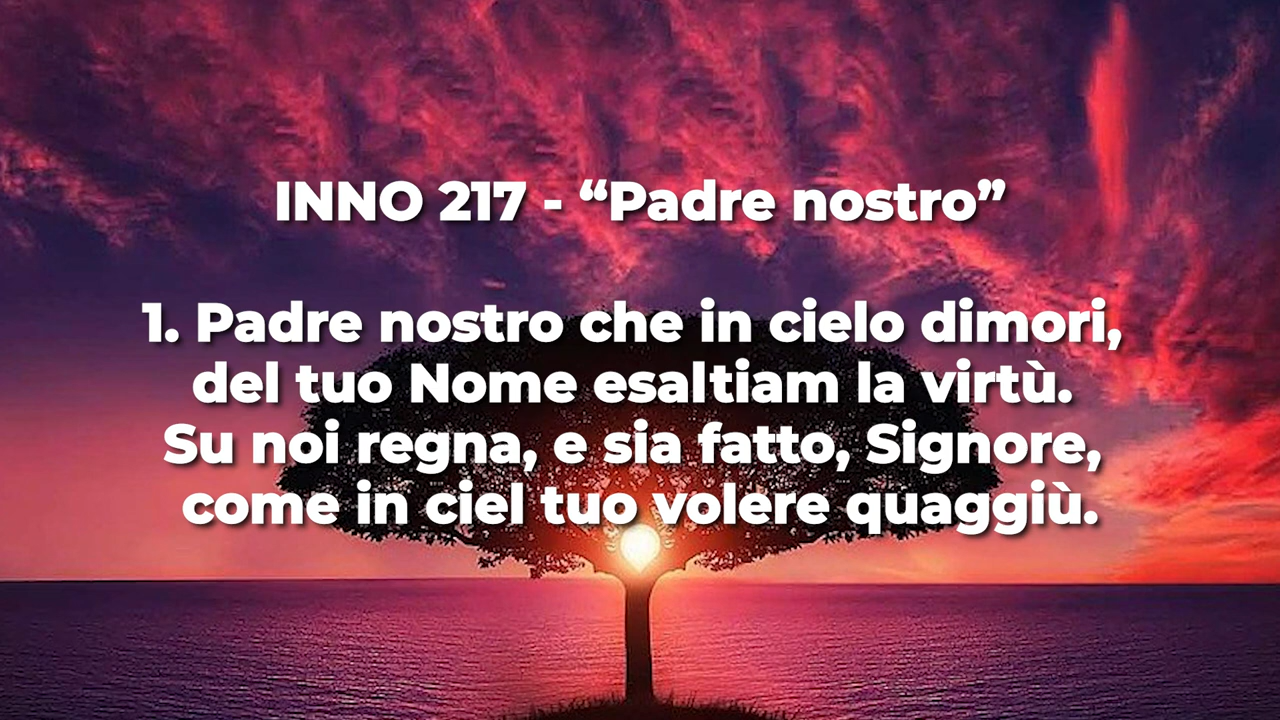 INNO 217 - “Padre nostro”
1. Padre nostro che in cielo dimori,
del tuo Nome esaltiam la virtù.
Su noi regna, e sia fatto, Signore,
come in ciel tuo volere quaggiù.